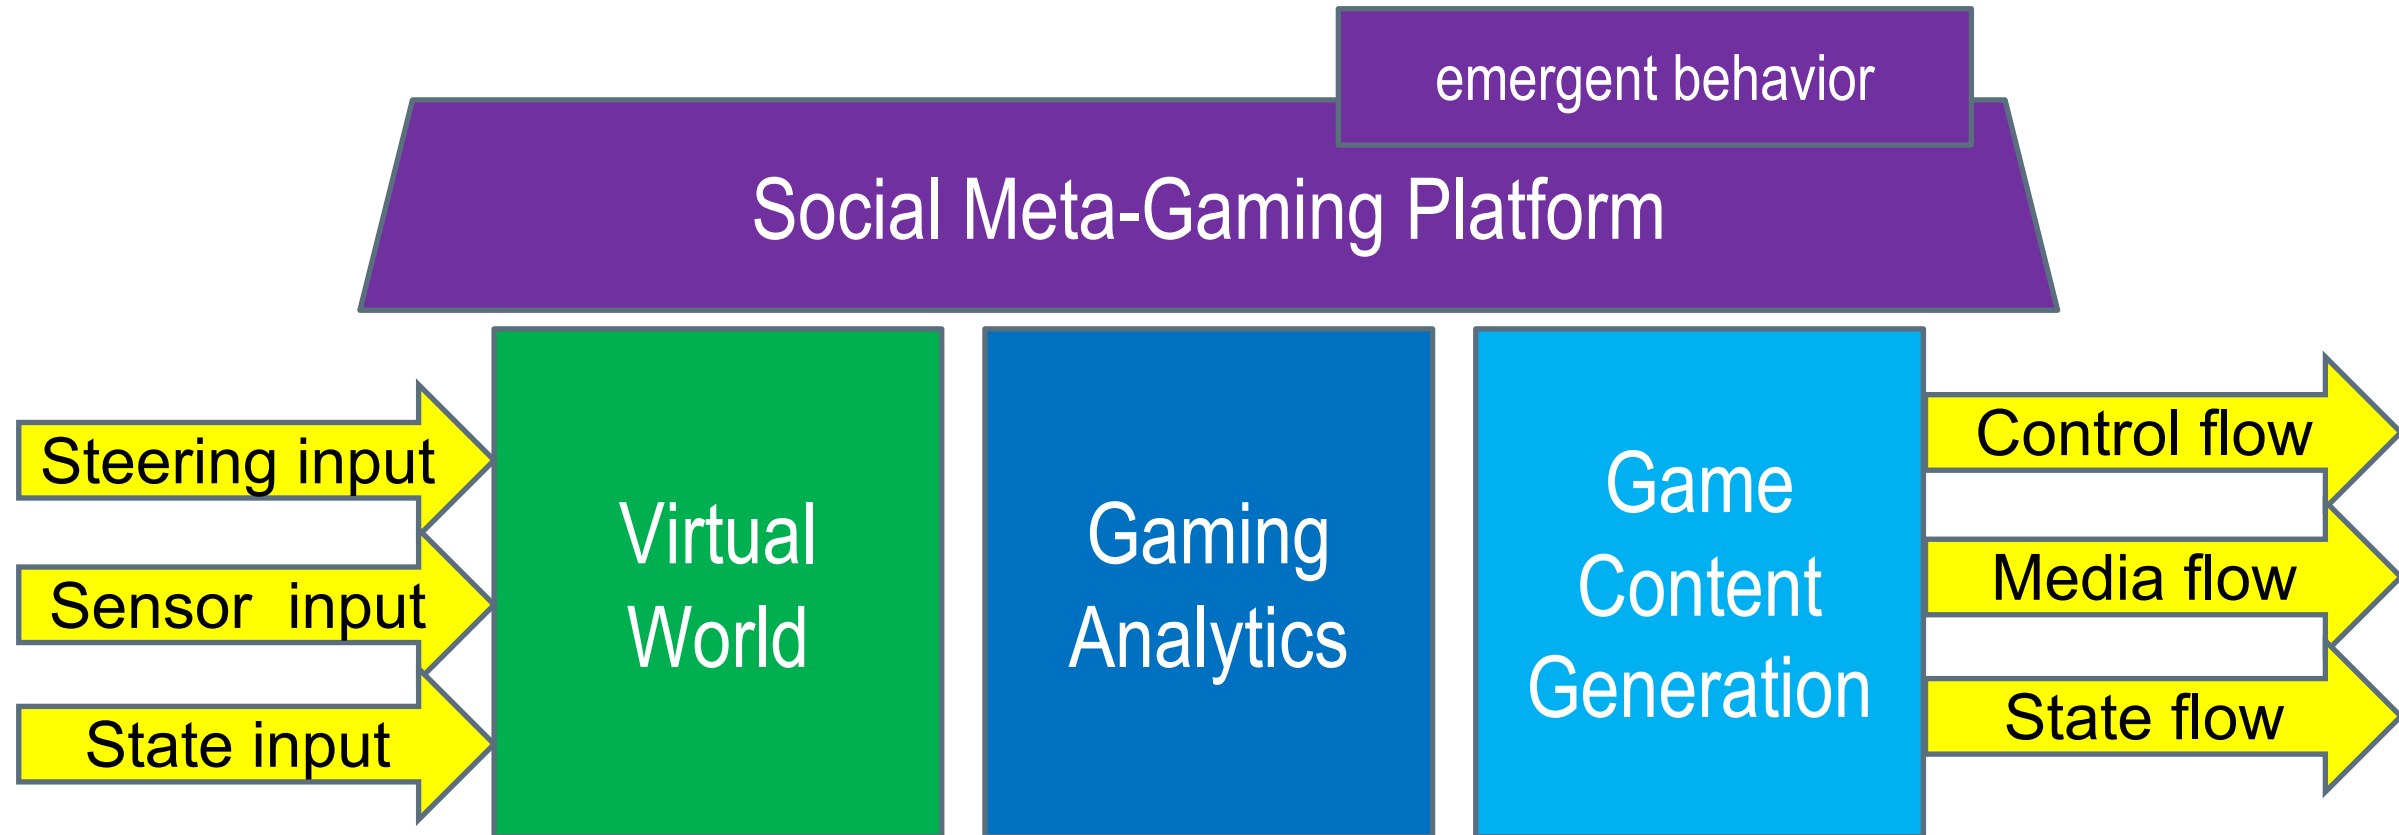 emergent behavior
Social Meta-Gaming Platform
Steering input
Sensor  input
State input
Virtual
World
Gaming
Analytics
Game
Content
Generation
Control flow
Media flow
State flow